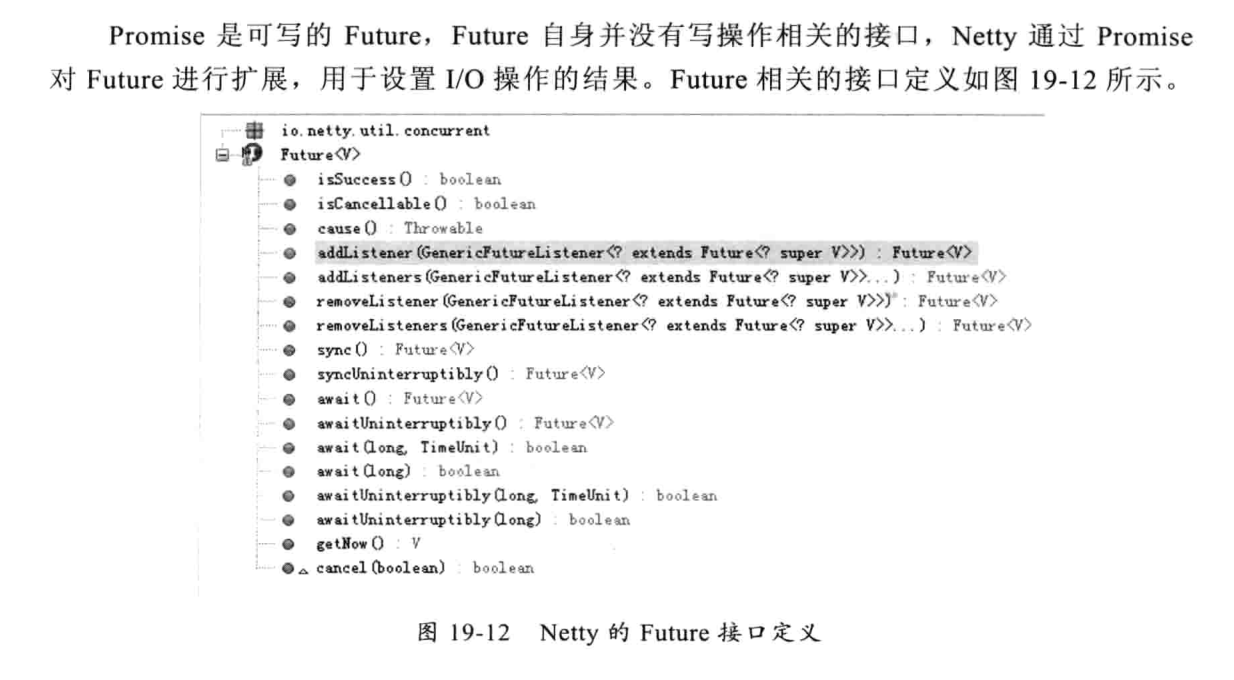 Promise 是可写的 Future，Future 自身并没有写操作相关的接口，Netty 通过 Promise
对 Future 进行扩展，用于设置 I/O 操作的结果。Future 相关的接口定义如图 19-12 所示。
io.netty.util.concurrent
Future<V>
isSuccess() : boolean
isCancellable() : boolean
cause() : Throwable
addListener(GenericFutureListener<? extends Future<? super V>>) : Future<V>
addListeners(GenericFutureListener<? extends Future<? super V>>...) : Future<V>
removeListener(GenericFutureListener<? extends Future<? super V>>) : Future<V>
removeListeners(GenericFutureListener<? extends Future<? super V>>...) : Future<V>
sync() : Future<V>
syncUninterruptibly() : Future<V>
await() : Future<V>
awaitUninterruptibly() : Future<V>
await(long, TimeUnit) : boolean
await(long) : boolean
awaitUninterruptibly(long, TimeUnit) : boolean
awaitUninterruptibly(long) : boolean
getNow() : V
cancel(boolean) : boolean
图 19-12 Netty 的 Future 接口定义